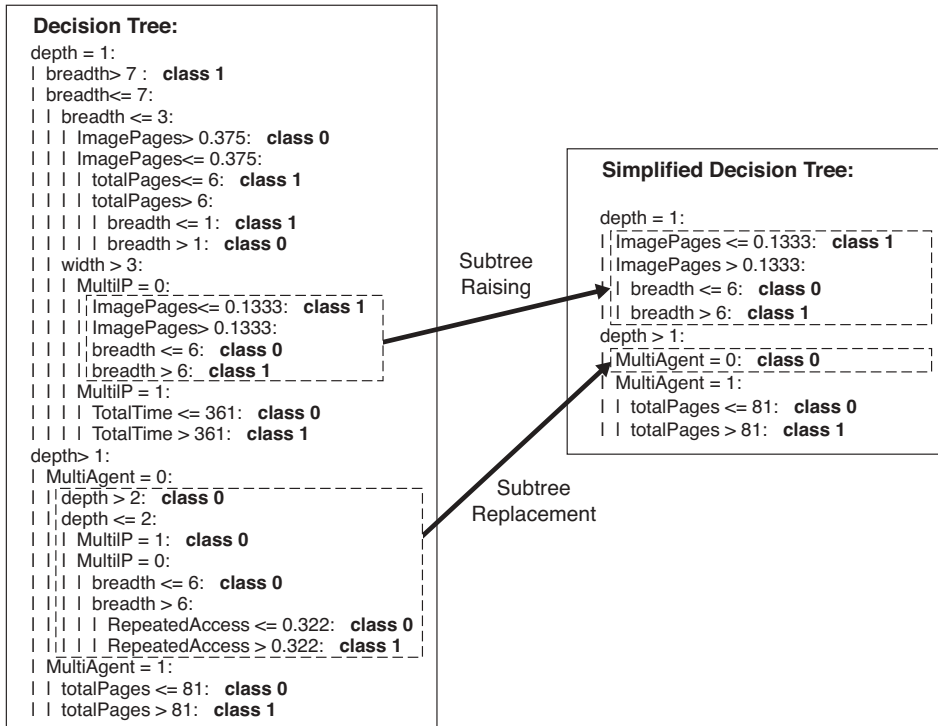 Decision Tree:
depth = 1:
| breadth> 7 : class 1
| breadth<= 7:
| | breadth <= 3:
| | | ImagePages> 0.375: class 0
| | | ImagePages<= 0.375:
| | | | totalPages<= 6: class 1
| | | | totalPages> 6:
| | | | | breadth <= 1: class 1
| | | | | breadth > 1: class 0
| | width > 3:
| | | MultiIP = 0:
| | | | ImagePages<= 0.1333: class 1
| | | | ImagePages> 0.1333:
| | | | breadth <= 6: class 0
| | | | breadth > 6: class 1
| | | MultiIP = 1:
| | | | TotalTime <= 361: class 0
| | | | TotalTime > 361: class 1
depth> 1:
| MultiAgent = 0:
| | depth > 2: class 0
| | depth <= 2:
| | | MultiIP = 1: class 0
| | | MultiIP = 0:
| | | | breadth <= 6: class 0
| | | | breadth > 6:
| | | | | RepeatedAccess <= 0.322: class 0
| | | | | RepeatedAccess > 0.322: class 1
| MultiAgent = 1:
| | totalPages <= 81: class 0
| | totalPages > 81: class 1
Subtree
Raising
Subtree
Replacement
Simplified Decision Tree:
depth = 1:
| ImagePages <= 0.1333: class 1
| ImagePages > 0.1333:
| | breadth <= 6: class 0
| | breadth > 6: class 1
depth > 1:
| MultiAgent = 0: class 0
| MultiAgent = 1:
| | totalPages <= 81: class 0
| | totalPages > 81: class 1